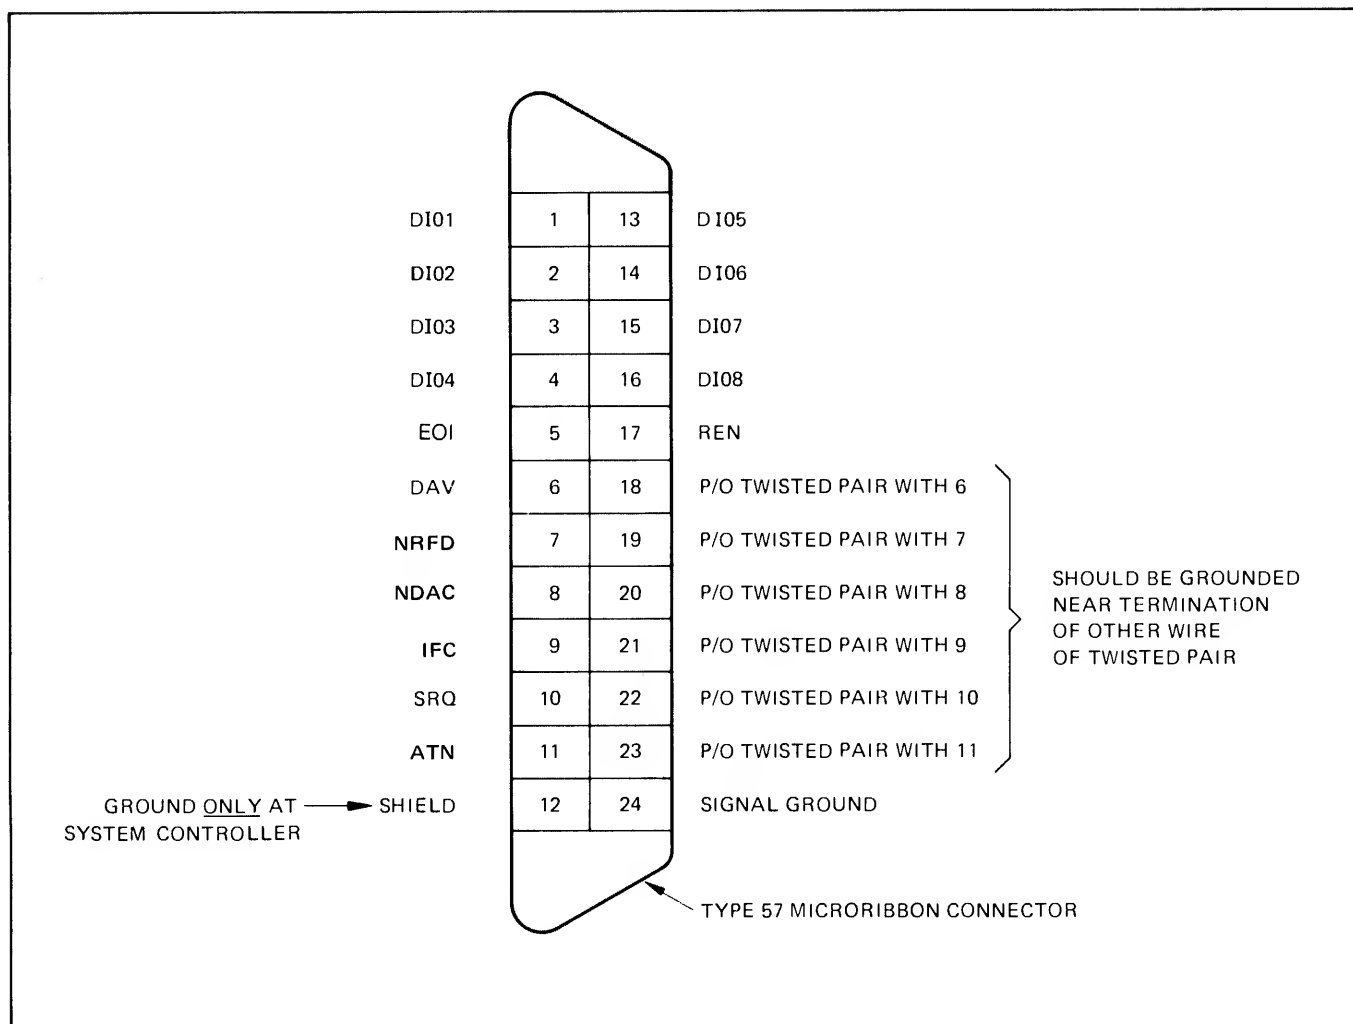 DI01 1 13 DI05
DI02 2 14 DI06
DI03 3 15 DI07
DI04 4 16 DI08
EOI 5 17 REN
DAV 6 18 P/O TWISTED PAIR WITH 6
NRFD 7 19 P/O TWISTED PAIR WITH 7
NDAC 8 20 P/O TWISTED PAIR WITH 8
IFC 9 21 P/O TWISTED PAIR WITH 9
SRQ 10 22 P/O TWISTED PAIR WITH 10
ATN 11 23 P/O TWISTED PAIR WITH 11
SHOULD BE GROUNDED
NEAR TERMINATION
OF OTHER WIRE
OF TWISTED PAIR
GROUND ONLY AT
SYSTEM CONTROLLER
SHIELD 12 24 SIGNAL GROUND
TYPE 57 MICRORIBBON CONNECTOR